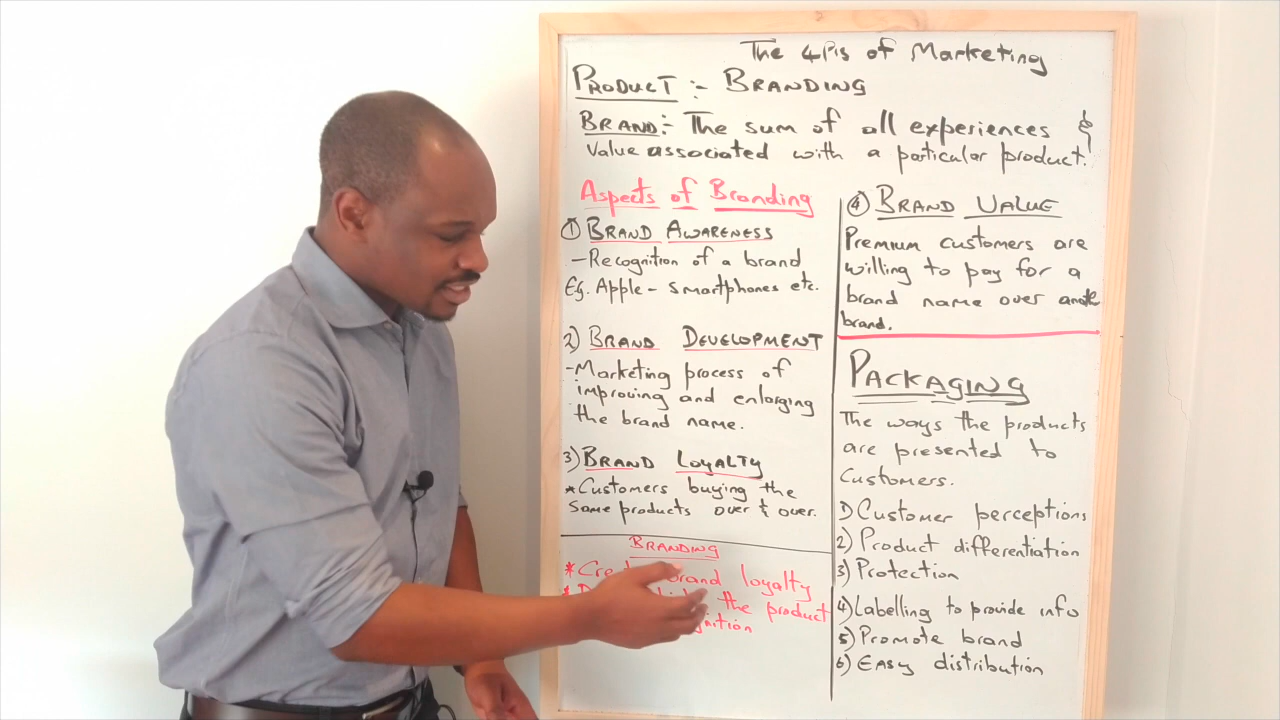 The 4P's of Marketing
PRODUCT :- BRANDING
BRAND:- The sum of all experiences &
Value associated with a particular product.
Aspects of Branding
① BRAND AWARENESS
- Recognition of a brand
Eg. Apple - smartphones etc.
2) BRAND DEVELOPMENT
- Marketing process of
improving and enlarging
the brand name.
3) BRAND LOYALTY
* Customers buying the
same products over & over.
BRANDING
* brand loyalty
* the product
④ BRAND VALUE
Premium customers are
willing to pay for a
brand name over
brand.
PACKAGING
The ways the products
are presented to
Customers.
1) Customer perceptions
2) Product differentiation
3) Protection
4) Labelling to provide info
5) Promote brand
6) Easy distribution